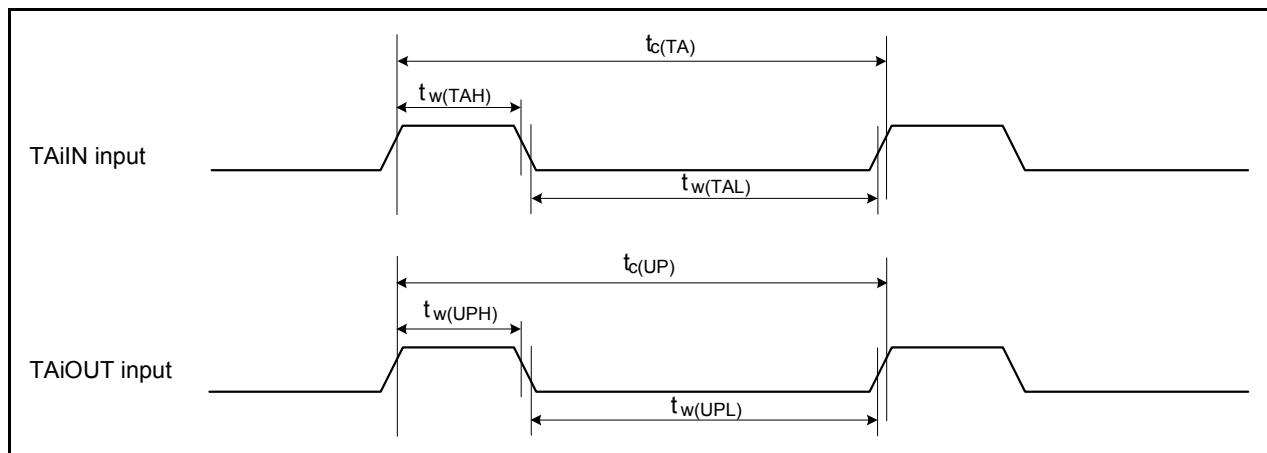 tc(TA)
tw(TAH)
TAiIN input
tw(TAL)
tc(UP)
tw(UPH)
TAiOUT input
tw(UPL)